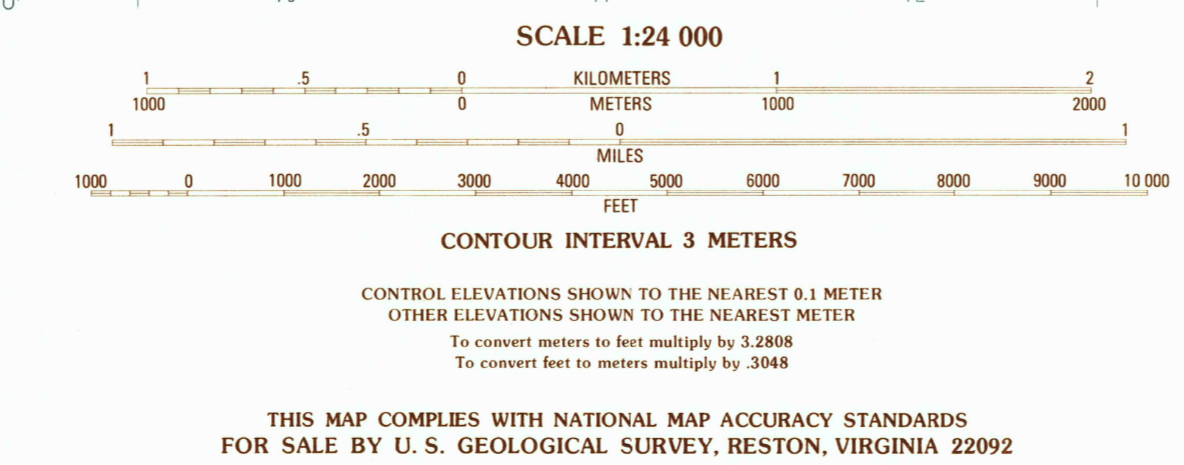 SCALE 1:24 000
1 .5 0 KILOMETERS 1 2
1000 0 METERS 1000 2000
1 .5 0 1
MILES
1000 0 1000 2000 3000 4000 5000 6000 7000 8000 9000 10 000
FEET
CONTOUR INTERVAL 3 METERS
CONTROL ELEVATIONS SHOWN TO THE NEAREST 0.1 METER
OTHER ELEVATIONS SHOWN TO THE NEAREST METER
To convert meters to feet multiply by 3.2808
To convert feet to meters multiply by .3048
THIS MAP COMPLIES WITH NATIONAL MAP ACCURACY STANDARDS
FOR SALE BY U. S. GEOLOGICAL SURVEY, RESTON, VIRGINIA 22092